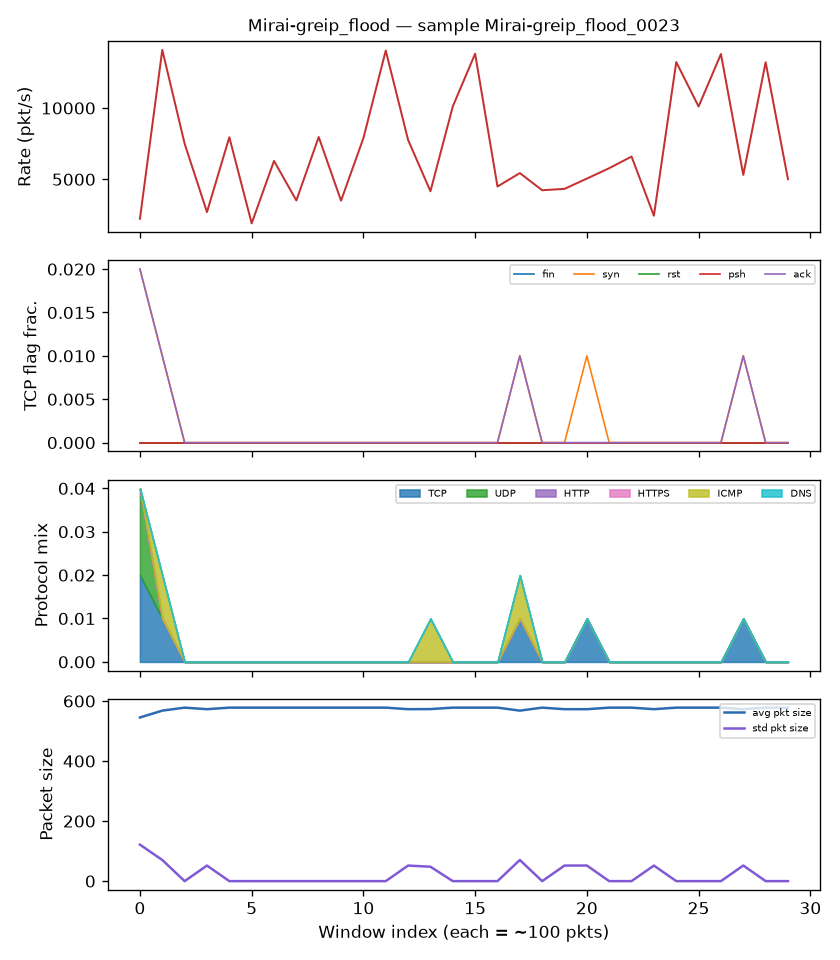 Mirai-greip_flood — sample Mirai-greip_flood_0023
Rate (pkt/s)
10000
5000
TCP flag frac.
0.020
0.015
0.010
0.005
0.000
fin syn rst psh ack
Protocol mix
0.04
0.03
0.02
0.01
0.00
TCP UDP HTTP HTTPS ICMP DNS
Packet size
600
400
200
0
avg pkt size
std pkt size
0 5 10 15 20 25 30
Window index (each = ~100 pkts)